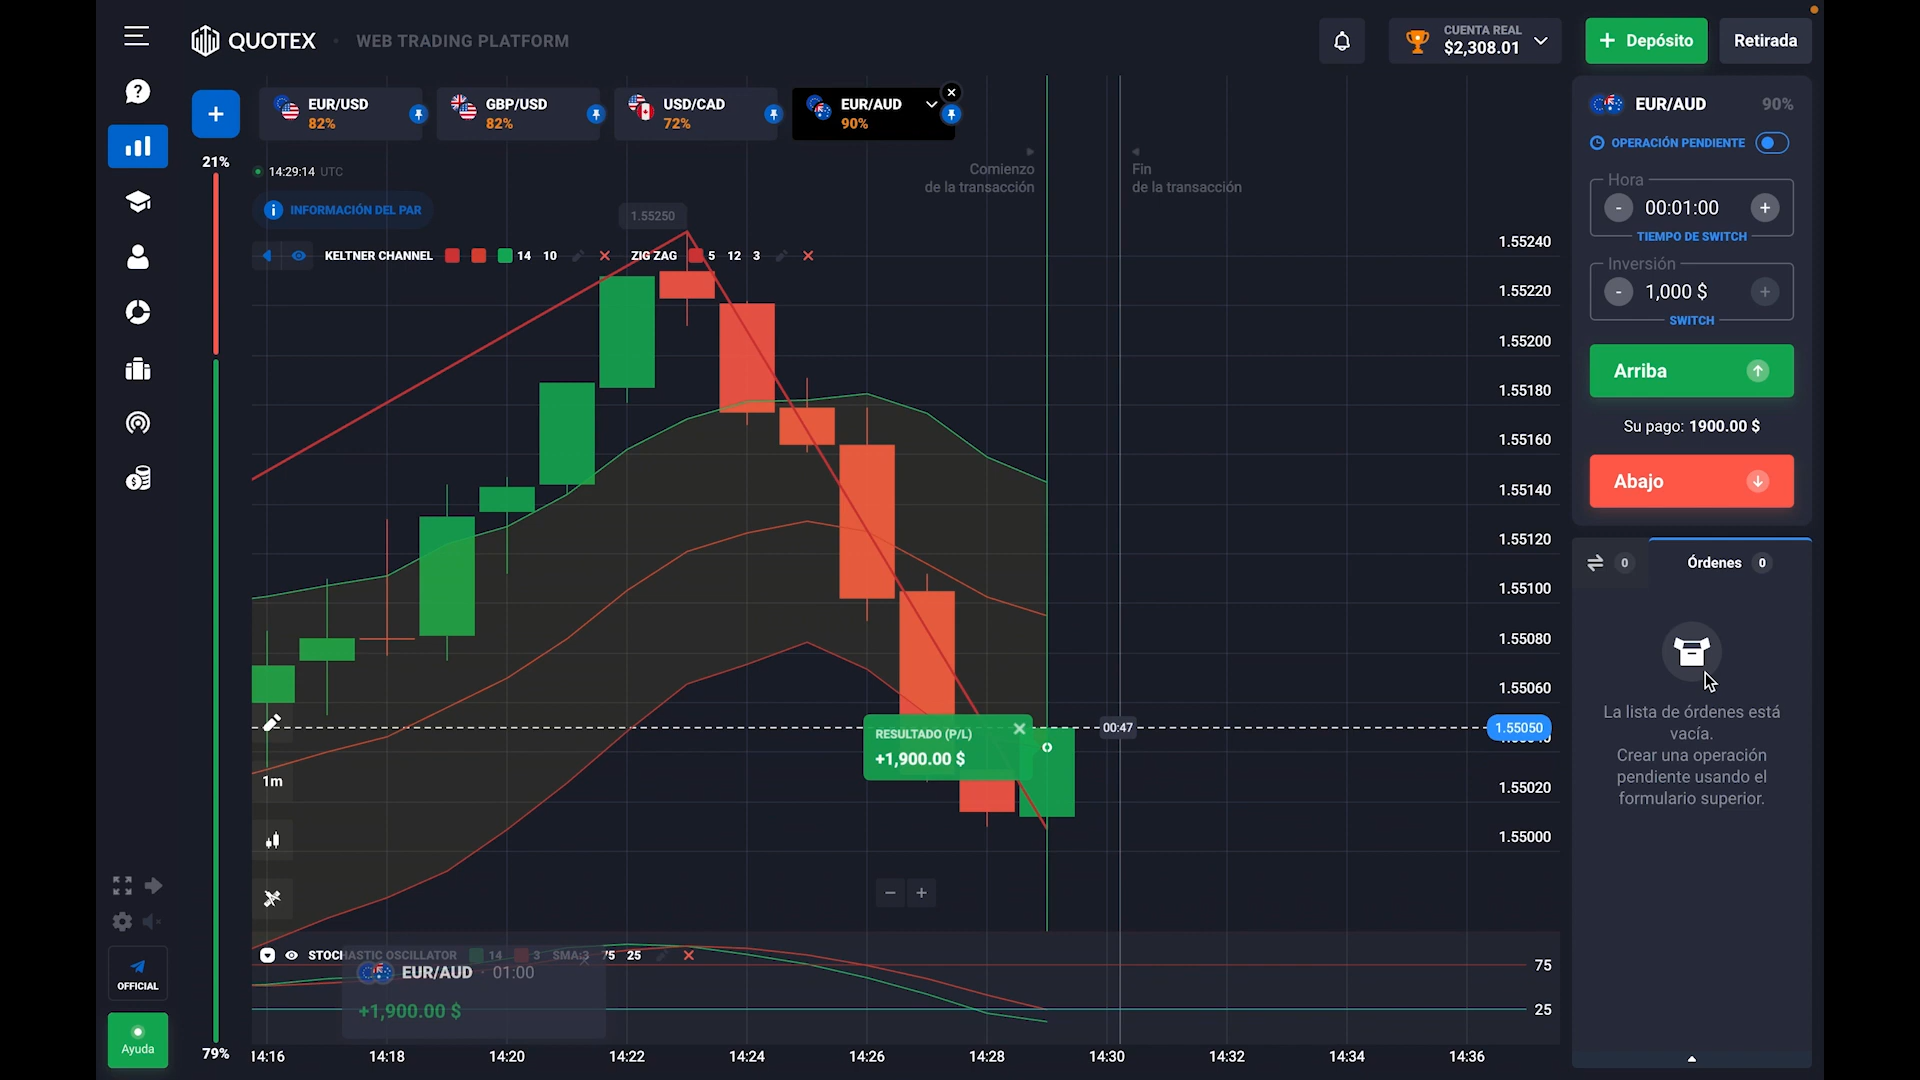 QUOTEX
WEB TRADING PLATFORM
CUENTA REAL
$2,308.01
+ Depósito
Retirada
EUR/USD
82%
GBP/USD
82%
USD/CAD
72%
EUR/AUD
90%
21%
14:29:14 UTC
INFORMACIÓN DEL PAR
KELTNER CHANNEL 14 10
ZIG ZAG 5 12 3
1.55250
Comienzo
de la transacción
Fin
de la transacción
1.55240
1.55220
1.55200
1.55180
1.55160
1.55140
1.55120
1.55100
1.55080
1.55060
1.55050
1.55020
1.55000
00:47
RESULTADO (P/L)
+1,900.00 $
1m
STOCHASTIC OSCILLATOR 14 3 SMA:3 75 25
EUR/AUD · 01:00
+1,900.00 $
75
25
79%
14:16
14:18
14:20
14:22
14:24
14:26
14:28
14:30
14:32
14:34
14:36
OFFICIAL
Ayuda
EUR/AUD
90%
OPERACIÓN PENDIENTE
Hora
- 00:01:00 +
TIEMPO DE SWITCH
Inversión
- 1,000 $ +
SWITCH
Arriba
Su pago: 1900.00 $
Abajo
0
Órdenes 0
La lista de órdenes está
vacía.
Crear una operación
pendiente usando el
formulario superior.